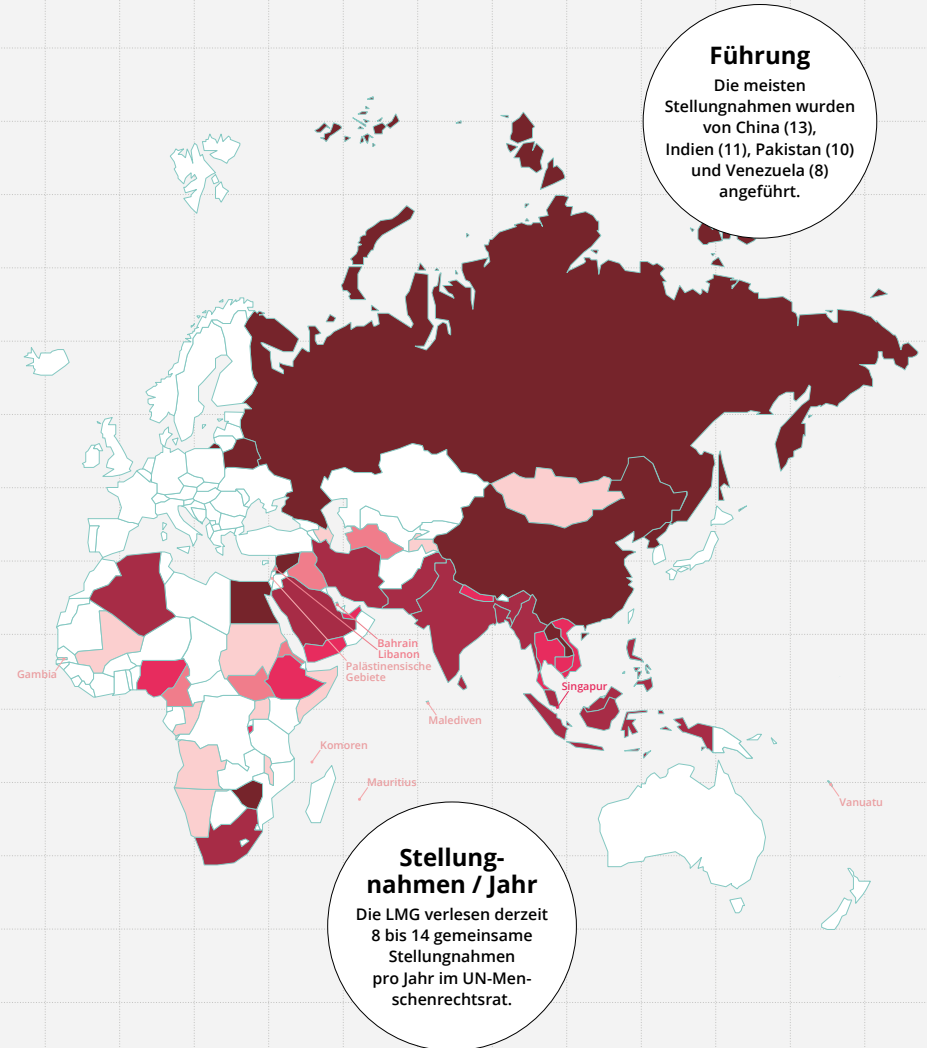 Führung
Die meisten
Stellungnahmen wurden
von China (13),
Indien (11), Pakistan (10)
und Venezuela (8)
angeführt.
Bahrain
Libanon
Palästinensische
Gebiete
Gambia
Singapur
Malediven
Komoren
Mauritius
Vanuatu
Stellung-
nahmen / Jahr
Die LMG verlesen derzeit
8 bis 14 gemeinsame
Stellungnahmen
pro Jahr im UN-Men-
schenrechtsrat.